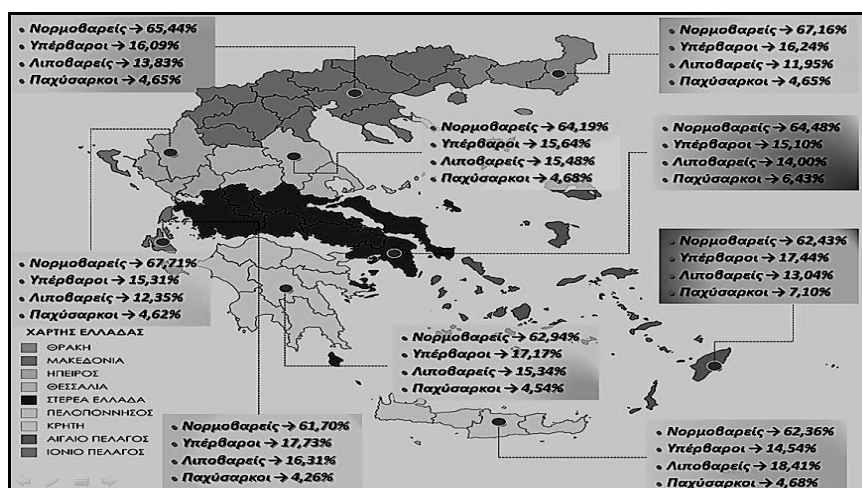 • Νορμοβαρείς → 65,44%
• Υπέρβαροι → 16,09%
• Λιποβαρείς → 13,83%
• Παχύσαρκοι → 4,65%
• Νορμοβαρείς → 67,16%
• Υπέρβαροι → 16,24%
• Λιποβαρείς → 11,95%
• Παχύσαρκοι → 4,65%
• Νορμοβαρείς → 64,19%
• Υπέρβαροι → 15,64%
• Λιποβαρείς → 15,48%
• Παχύσαρκοι → 4,68%
• Νορμοβαρείς → 64,48%
• Υπέρβαροι → 15,10%
• Λιποβαρείς → 14,00%
• Παχύσαρκοι → 6,43%
• Νορμοβαρείς → 67,71%
• Υπέρβαροι → 15,31%
• Λιποβαρείς → 12,35%
• Παχύσαρκοι → 4,62%
• Νορμοβαρείς → 62,43%
• Υπέρβαροι → 17,44%
• Λιποβαρείς → 13,04%
• Παχύσαρκοι → 7,10%
ΧΑΡΤΗΣ ΕΛΛΑΔΑΣ
ΘΡΑΚΗ
ΜΑΚΕΔΟΝΙΑ
ΗΠΕΙΡΟΣ
ΘΕΣΣΑΛΙΑ
ΣΤΕΡΕΑ ΕΛΛΑΔΑ
ΠΕΛΟΠΟΝΝΗΣΟΣ
ΚΡΗΤΗ
ΑΙΓΑΙΟ ΠΕΛΑΓΟΣ
ΙΟΝΙΟ ΠΕΛΑΓΟΣ
• Νορμοβαρείς → 62,94%
• Υπέρβαροι → 17,17%
• Λιποβαρείς → 15,34%
• Παχύσαρκοι → 4,54%
• Νορμοβαρείς → 61,70%
• Υπέρβαροι → 17,73%
• Λιποβαρείς → 16,31%
• Παχύσαρκοι → 4,26%
• Νορμοβαρείς → 62,36%
• Υπέρβαροι → 14,54%
• Λιποβαρείς → 18,41%
• Παχύσαρκοι → 4,68%